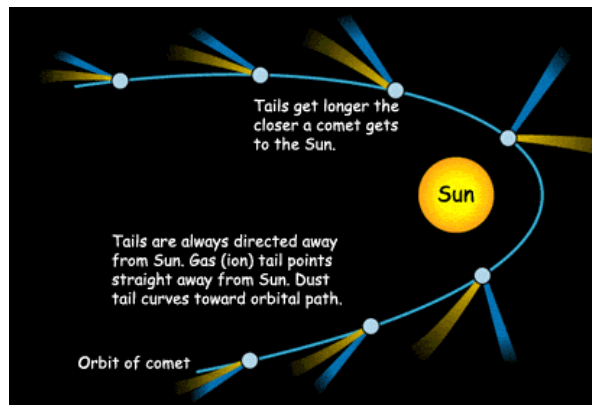 Tails get longer the
closer a comet gets
to the Sun.
Sun
Tails are always directed away
from Sun. Gas (ion) tail points
straight away from Sun. Dust
tail curves toward orbital path.
Orbit of comet